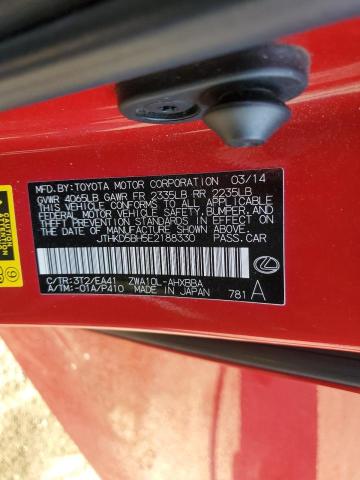 MFD.BY:TOYOTA MOTOR CORPORATION 03/14
GVWR 4065LB GAWR FR 2335LB RR 2235LB
THIS VEHICLE CONFORMS TO ALL APPLICABLE
FEDERAL MOTOR VEHICLE SAFETY, BUMPER, AND
THEFT PREVENTION STANDARDS IN EFFECT ON
THE DATE OF MANUFACTURE SHOWN ABOVE.
JTHKD5BH5E2188330 PASS.CAR
C/TR:3T2/EA41 ZWA10L-AHXBBA
A/TM:-01A/P410 MADE IN JAPAN 781 A
CAUTION